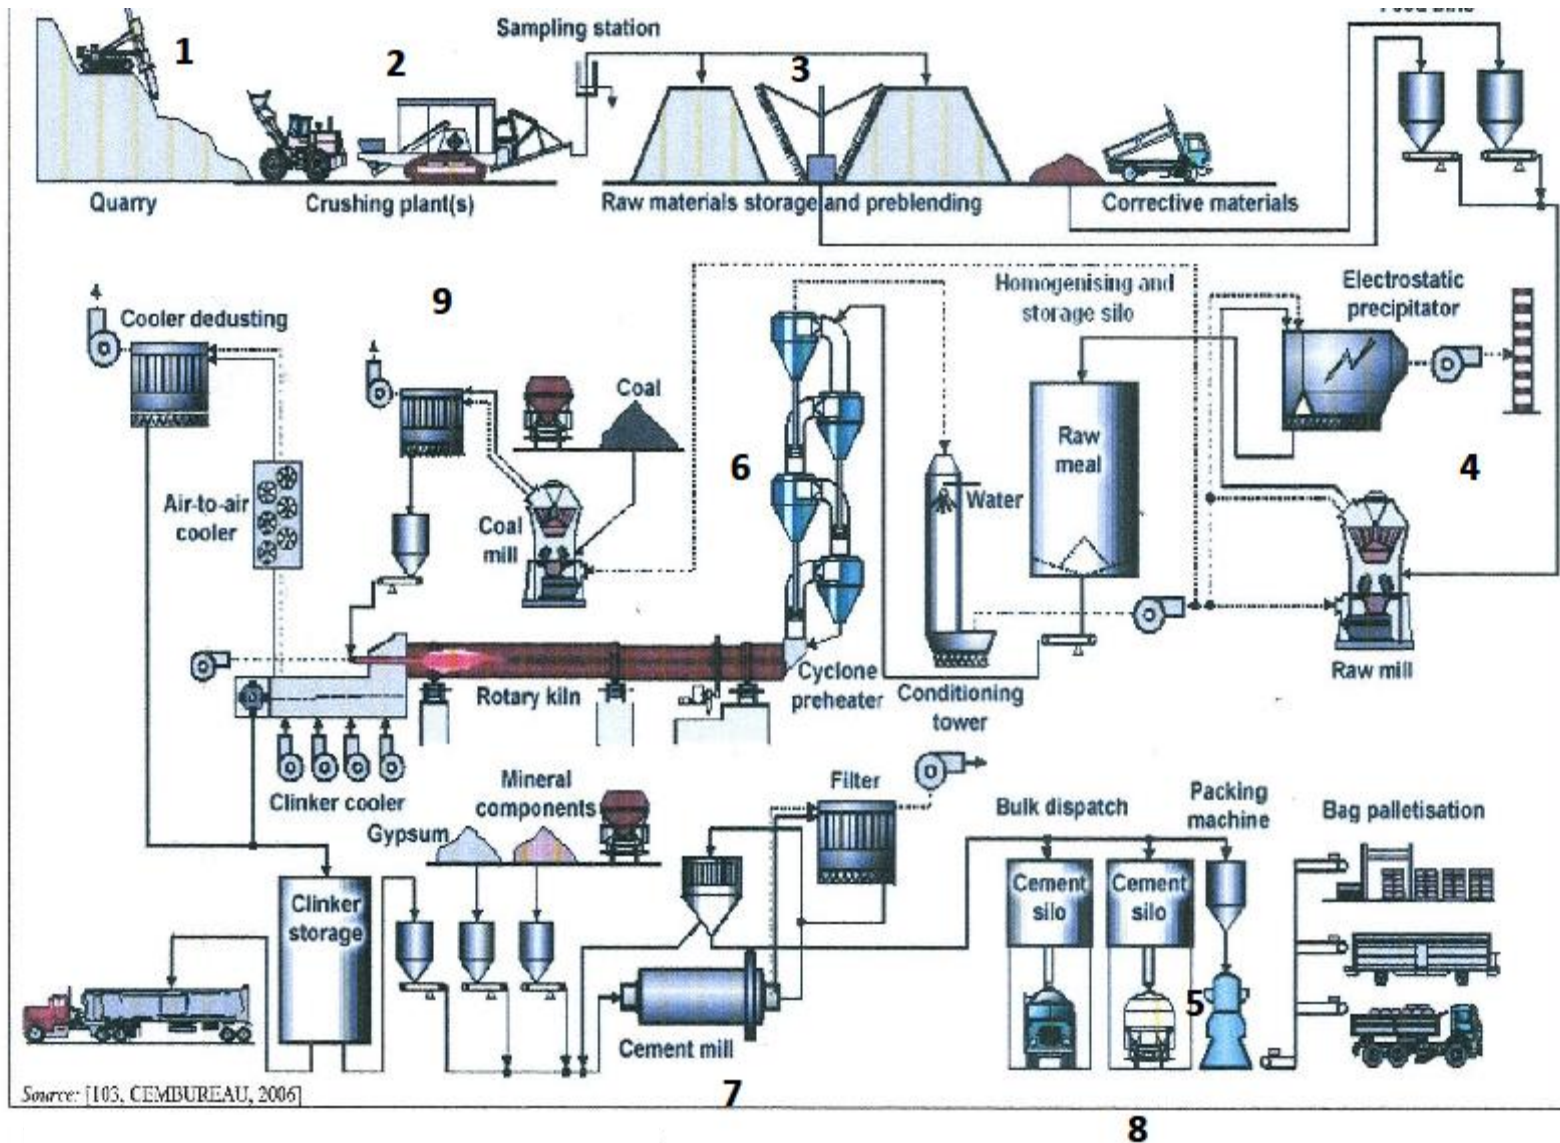 Sampling station
1
2
3
Quarry
Crushing plant(s)
Raw materials storage and preblending
Corrective materials
9
Cooler dedusting
Homogenising and
storage silo
Electrostatic
precipitator
Coal
6
Raw
meal
4
Air-to-air
cooler
Coal
mill
Water
Rotary kiln
Cyclone
preheater
Conditioning
tower
Raw mill
Clinker cooler
Mineral
components
Gypsum
Filter
Bulk dispatch
Packing
machine
Bag palletisation
Clinker
storage
Cement
silo
Cement
silo
5
Cement mill
7
8
Source: [103, CEMBUREAU, 2006]